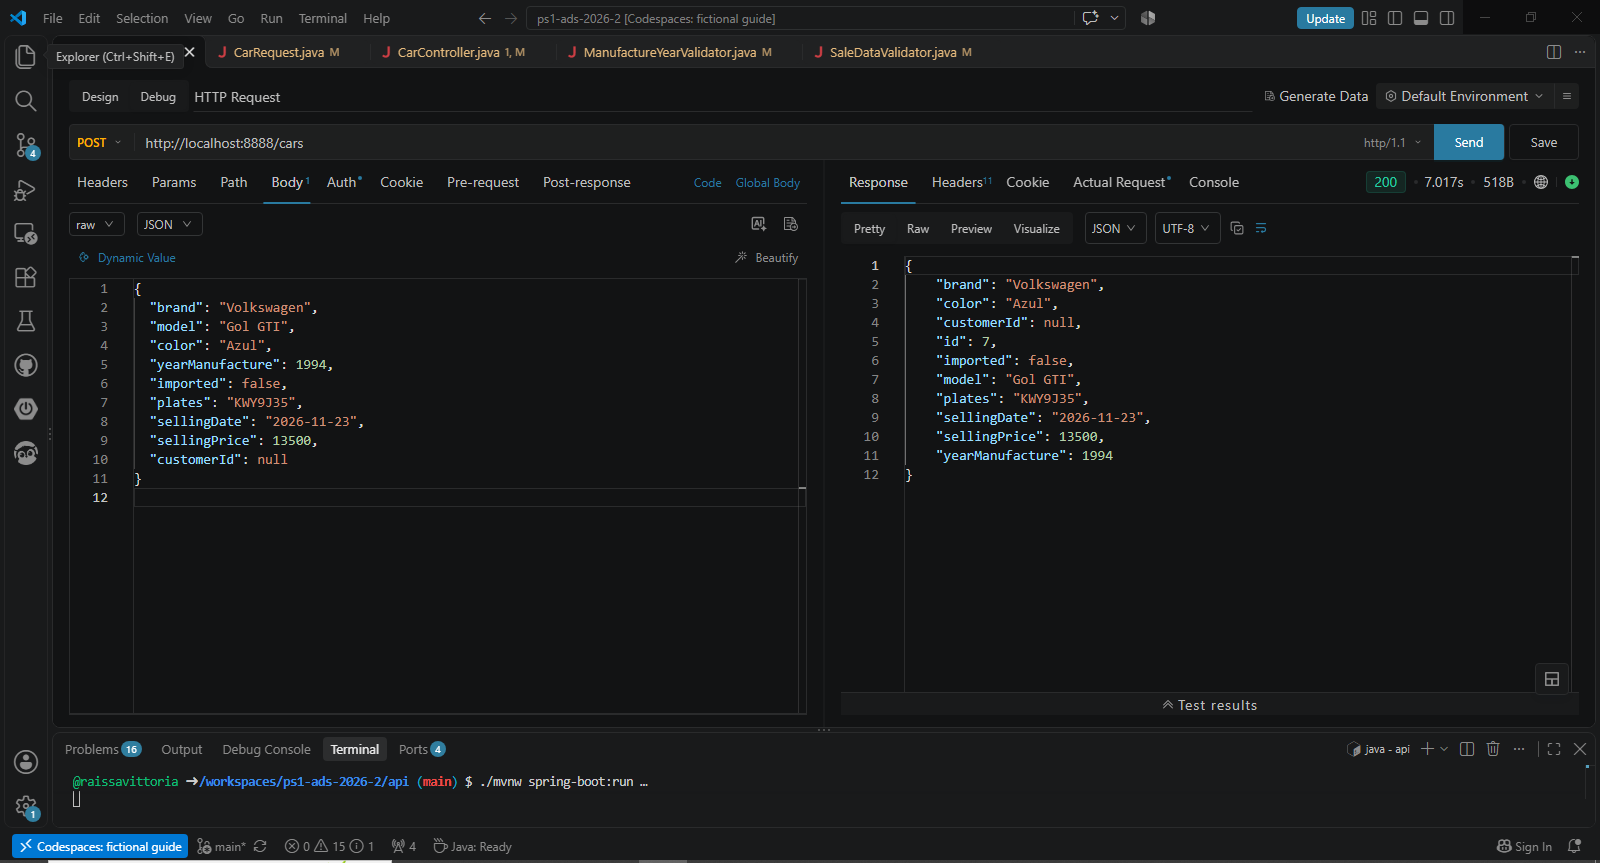 File Edit Selection View Go Run Terminal Help
ps1-ads-2026-2 [Codespaces: fictional guide]
Update
Explorer (Ctrl+Shift+E)
CarRequest.java M
CarController.java 1, M
ManufactureYearValidator.java M
SaleDataValidator.java M
Design Debug HTTP Request
Generate Data Default Environment
POST http://localhost:8888/cars http/1.1 Send Save
Headers Params Path Body 1 Auth Cookie Pre-request Post-response Code Global Body
raw JSON
Dynamic Value Beautify
1 {
2 "brand": "Volkswagen",
3 "model": "Gol GTI",
4 "color": "Azul",
5 "yearManufacture": 1994,
6 "imported": false,
7 "plates": "KWY9J35",
8 "sellingDate": "2026-11-23",
9 "sellingPrice": 13500,
10 "customerId": null
11 }
12
Response Headers 11 Cookie Actual Request Console 200 7.017s 518B
Pretty Raw Preview Visualize JSON UTF-8
1 {
2 "brand": "Volkswagen",
3 "color": "Azul",
4 "customerId": null,
5 "id": 7,
6 "imported": false,
7 "model": "Gol GTI",
8 "plates": "KWY9J35",
9 "sellingDate": "2026-11-23",
10 "sellingPrice": 13500,
11 "yearManufacture": 1994
12 }
Test results
4
1
Problems 16 Output Debug Console Terminal Ports 4 java - api
@raissavittoria ➜/workspaces/ps1-ads-2026-2/api (main) $ ./mvnw spring-boot:run …
Codespaces: fictional guide main* 0 15 1 4 Java: Ready Sign In